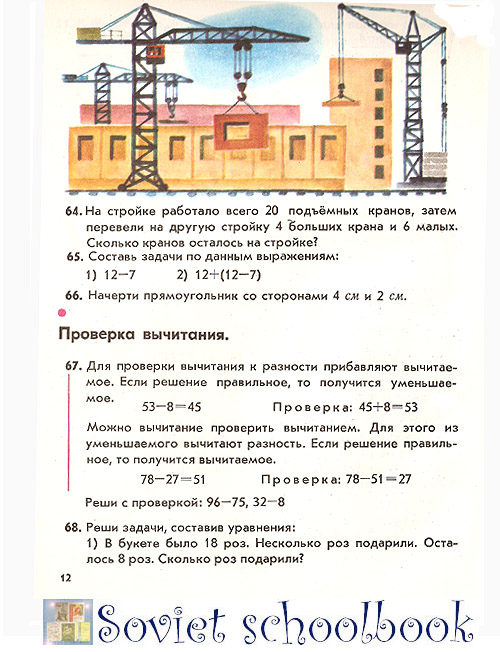 64. На стройке работало всего 20 подъёмных кранов, затем
перевели на другую стройку 4 больших крана и 6 малых.
Сколько кранов осталось на стройке?
65. Составь задачи по данным выражениям:
1) 12—7 2) 12+(12—7)
66. Начерти прямоугольник со сторонами 4 см и 2 см.
Проверка вычитания.
67. Для проверки вычитания к разности прибавляют вычитае-
мое. Если решение правильное, то получится уменьшае-
мое.
53—8=45 Проверка: 45+8=53
Можно вычитание проверить вычитанием. Для этого из
уменьшаемого вычитают разность. Если решение правиль-
ное, то получится вычитаемое.
78—27=51 Проверка: 78—51=27
Реши с проверкой: 96—75, 32—8
68. Реши задачи, составив уравнения:
1) В букете было 18 роз. Несколько роз подарили. Оста-
лось 8 роз. Сколько роз подарили?
12
Soviet schoolbook